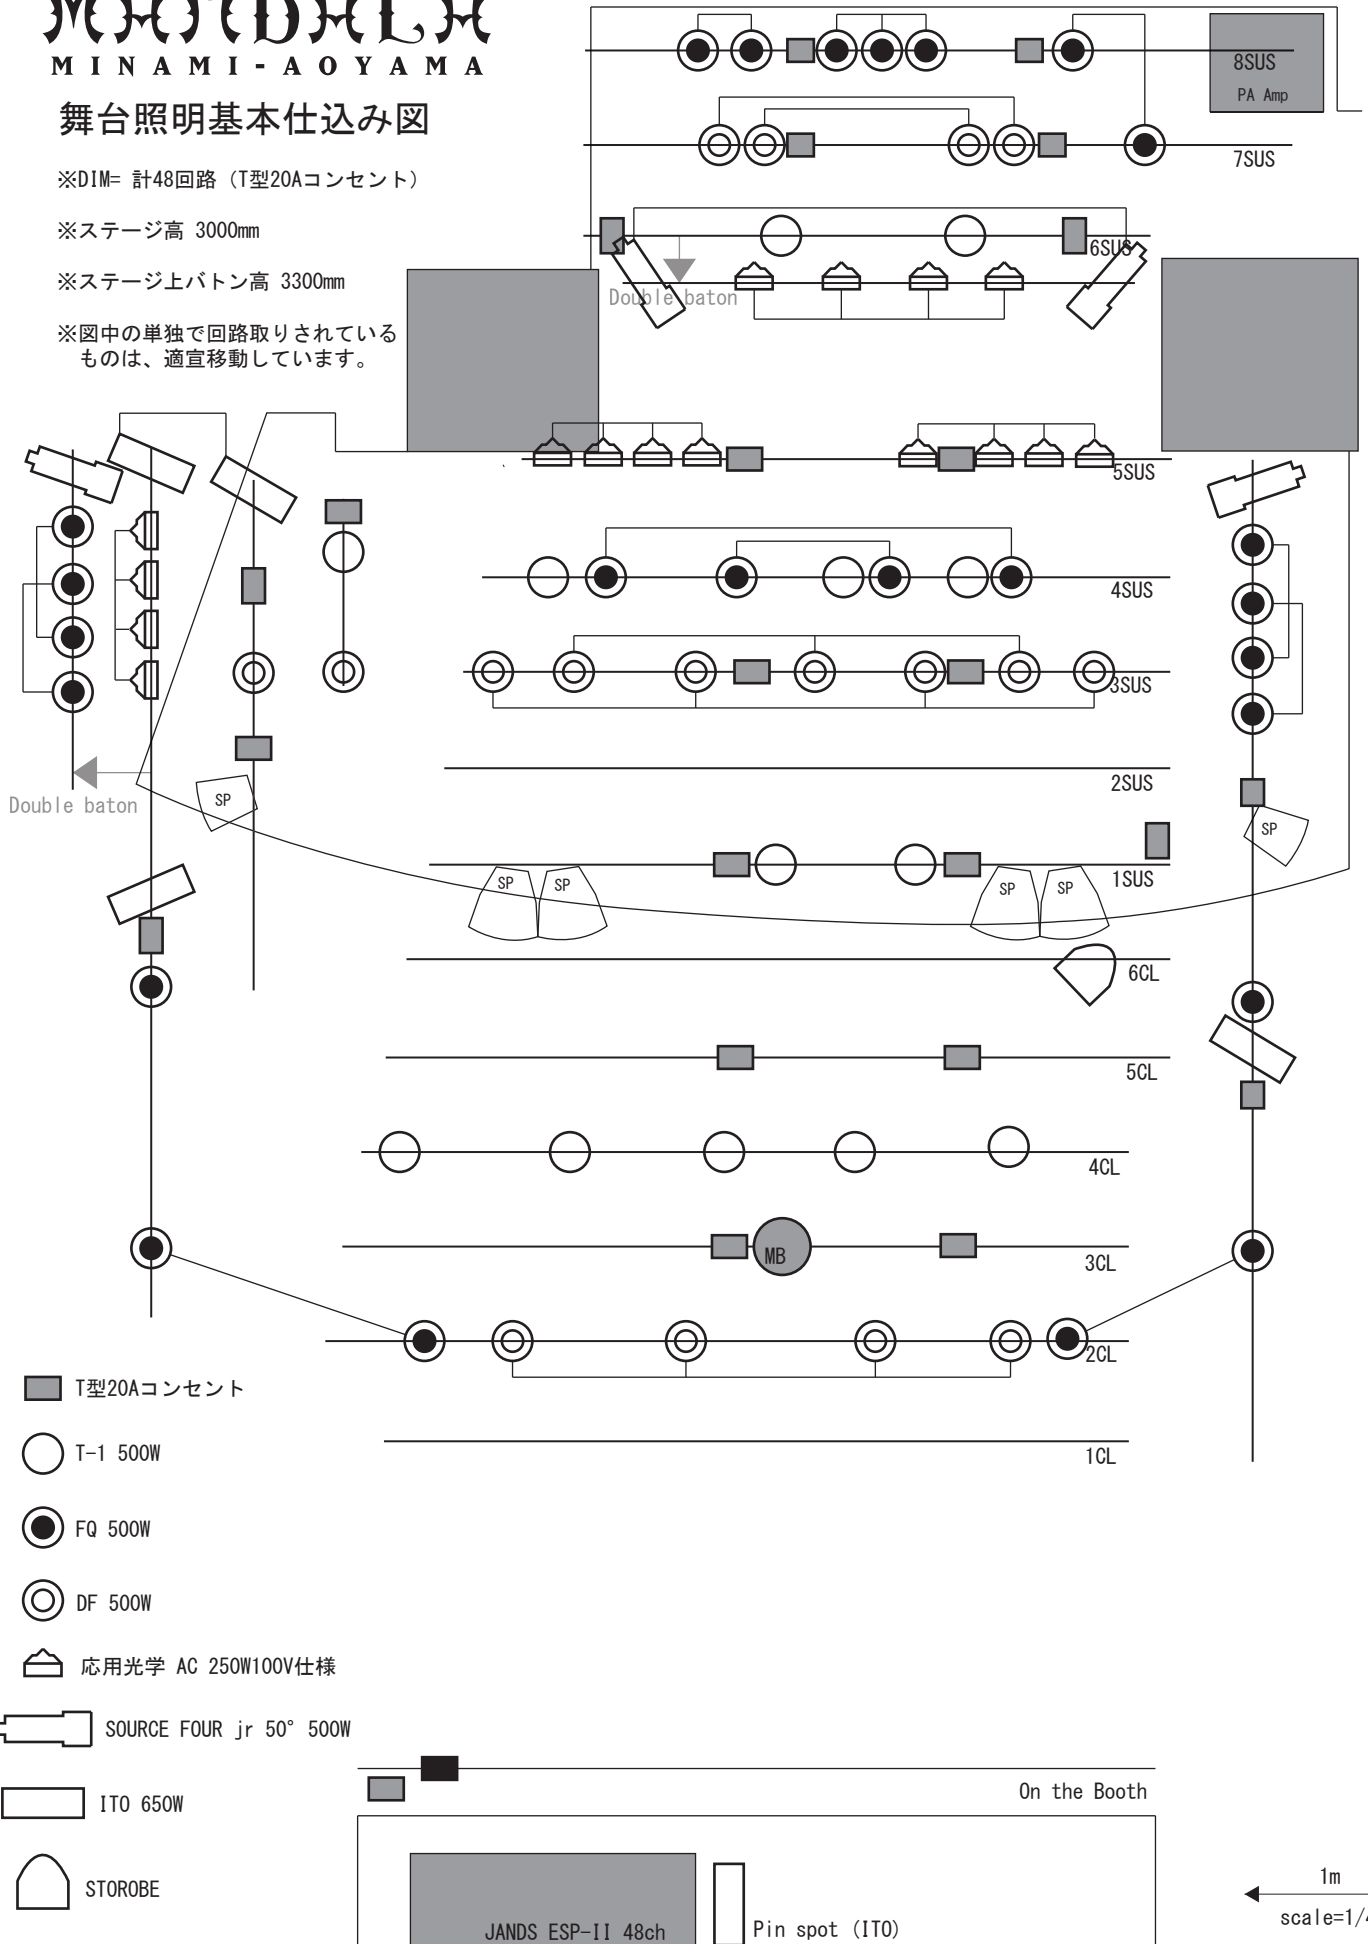 MANDALA
MINAMI-AOYAMA
舞台照明基本仕込み図
※DIM= 計48回路（T型20Aコンセント）
※ステージ高 3000mm
※ステージ上バトン高 3300mm
※図中の単独で回路取りされている
ものは、適宣移動しています。
8SUS
PA Amp
7SUS
6SUS
Double baton
5SUS
4SUS
3SUS
2SUS
Double baton
SP
SP
1SUS
SP
SP
SP
SP
6CL
5CL
4CL
MB
3CL
2CL
1CL
T型20Aコンセント
T-1 500W
FQ 500W
DF 500W
応用光学 AC 250W100V仕様
SOURCE FOUR jr 50° 500W
ITO 650W
STOROBE
On the Booth
JANDS ESP-II 48ch
Pin spot (ITO)
1m
scale=1/4